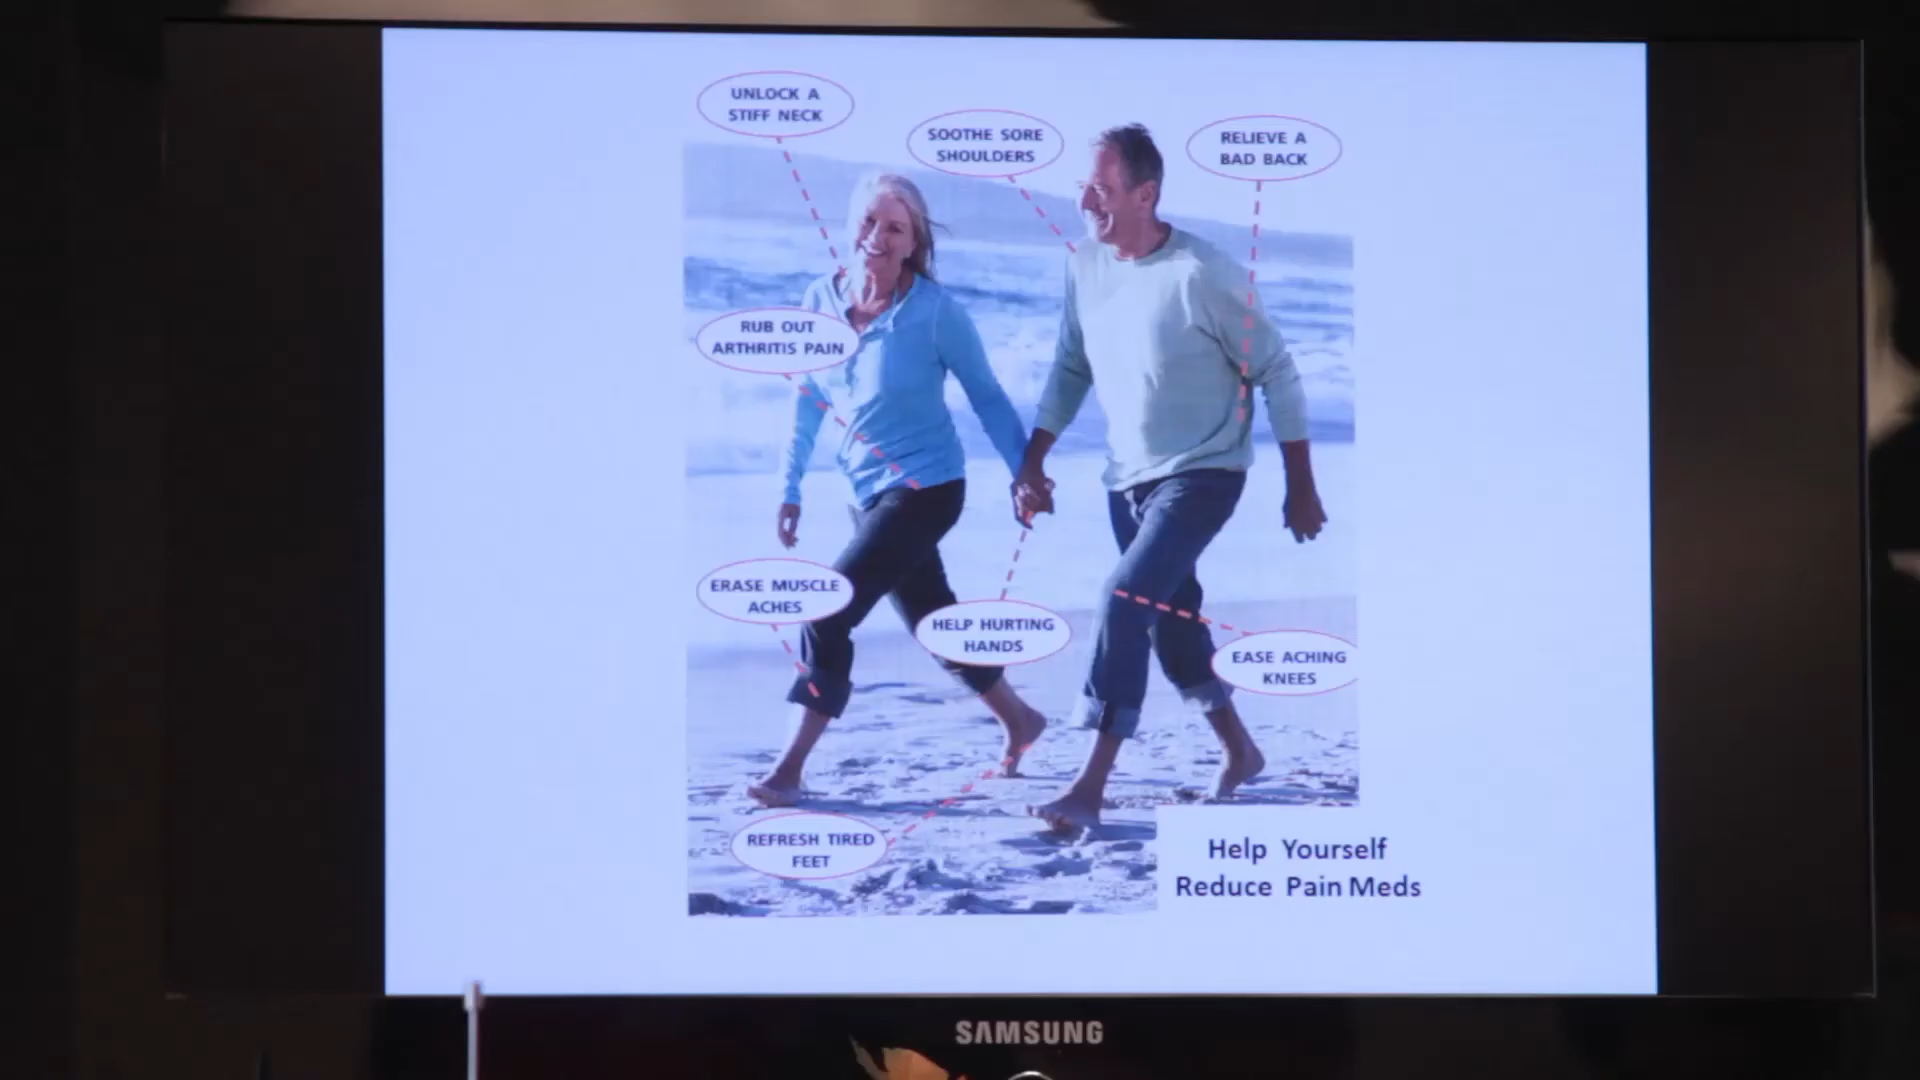 UNLOCK A
STIFF NECK
SOOTHE SORE
SHOULDERS
RELIEVE A
BAD BACK
RUB OUT
ARTHRITIS PAIN
ERASE MUSCLE
ACHES
HELP HURTING
HANDS
EASE ACHING
KNEES
REFRESH TIRED
FEET
Help Yourself
Reduce Pain Meds
SAMSUNG